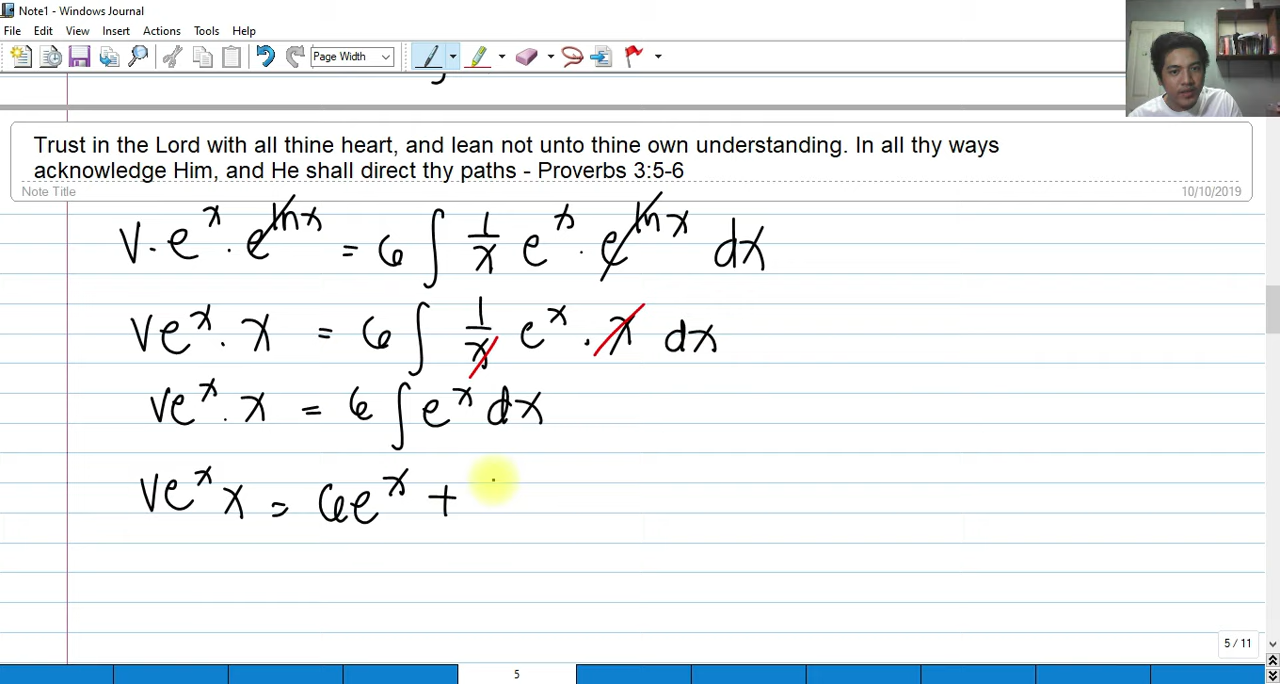 Note1 - Windows Journal
File Edit View Insert Actions Tools Help
Page Width
Trust in the Lord with all thine heart, and lean not unto thine own understanding. In all thy ways
acknowledge Him, and He shall direct thy paths - Proverbs 3:5-6
Note Title
10/10/2019
V · e^x · e^{ln x} = 6 ∫ 1/x e^x · e^{ln x} dx
Ve^x · x = 6 ∫ 1/x e^x · x dx
Ve^x · x = 6 ∫ e^x dx
Ve^x x = 6e^x +
5 / 11
5